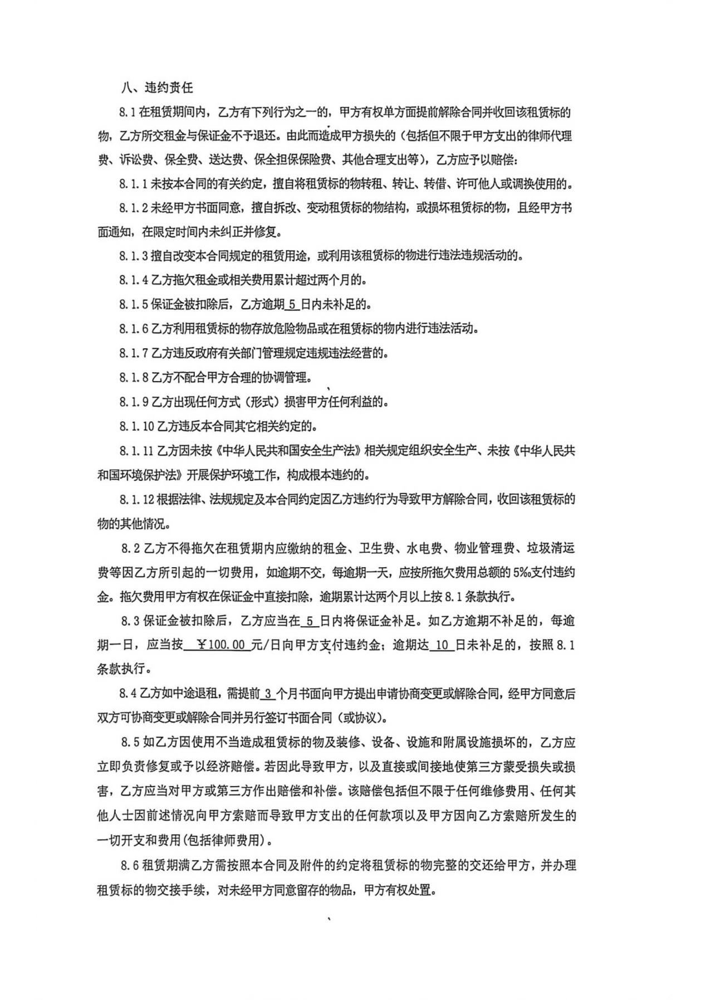 八、违约责任
8.1在租赁期间内，乙方有下列行为之一的，甲方有权单方面提前解除合同并收回该租赁标的
物，乙方所交租金与保证金不予退还。由此而造成甲方损失的（包括但不限于甲方支出的律师代理
费、诉讼费、保全费、送达费、保全担保保险费、其他合理支出等），乙方应予以赔偿：
8.1.1未按本合同的有关约定，擅自将租赁标的物转租、转让、转借、许可他人或调换使用的。
8.1.2未经甲方书面同意，擅自拆改、变动租赁标的物结构，或损坏租赁标的物，且经甲方书
面通知，在限定时间内未纠正并修复。
8.1.3擅自改变本合同规定的租赁用途，或利用该租赁标的物进行违法违规活动的。
8.1.4乙方拖欠租金或相关费用累计超过两个月的。
8.1.5保证金被扣除后，乙方逾期 5 日内未补足的。
8.1.6乙方利用租赁标的物存放危险物品或在租赁标的物内进行违法活动。
8.1.7乙方违反政府有关部门管理规定违规违法经营的。
8.1.8乙方不配合甲方合理的协调管理。
8.1.9乙方出现任何方式（形式）损害甲方任何利益的。
8.1.10乙方违反本合同其它相关约定的。
8.1.11乙方因未按《中华人民共和国安全生产法》相关规定组织安全生产、未按《中华人民共
和国环境保护法》开展保护环境工作，构成根本违约的。
8.1.12根据法律、法规规定及本合同约定因乙方违约行为导致甲方解除合同，收回该租赁标的
物的其他情况。
8.2乙方不得拖欠在租赁期内应缴纳的租金、卫生费、水电费、物业管理费、垃圾清运
费等因乙方所引起的一切费用，如逾期不交，每逾期一天，应按所拖欠费用总额的5‰支付违约
金。拖欠费用甲方有权在保证金中直接扣除，逾期累计达两个月以上按8.1条款执行。
8.3保证金被扣除后，乙方应当在 5 日内将保证金补足。如乙方逾期不补足的，每逾
期一日，应当按 ￥100.00 元/日向甲方支付违约金；逾期达 10 日未补足的，按照8.1
条款执行。
8.4乙方如中途退租，需提前 3 个月书面向甲方提出申请协商变更或解除合同，经甲方同意后
双方可协商变更或解除合同并另行签订书面合同（或协议）。
8.5如乙方因使用不当造成租赁标的物及装修、设备、设施和附属设施损坏的，乙方应
立即负责修复或予以经济赔偿。若因此导致甲方，以及直接或间接地使第三方蒙受损失或损
害，乙方应当对甲方或第三方作出赔偿和补偿。该赔偿包括但不限于任何维修费用、任何其
他人士因前述情况向甲方索赔而导致甲方支出的任何款项以及甲方因向乙方索赔所发生的
一切开支和费用(包括律师费用)。
8.6租赁期满乙方需按照本合同及附件的约定将租赁标的物完整的交还给甲方，并办理
租赁标的物交接手续，对未经甲方同意留存的物品，甲方有权处置。